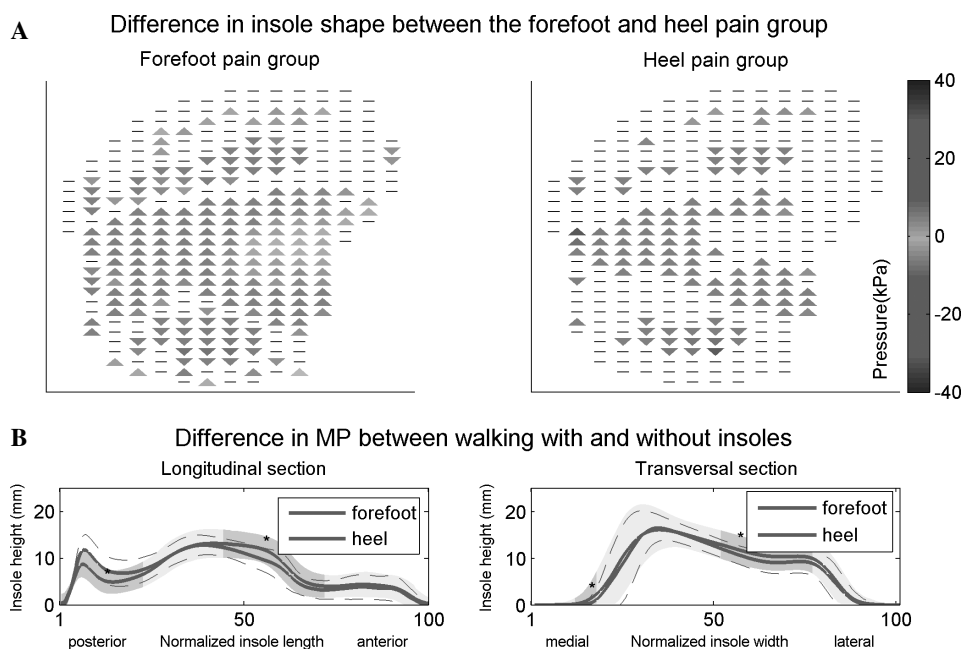 A
Difference in insole shape between the forefoot and heel pain group
Forefoot pain group
Heel pain group
40
20
0
-20
-40
Pressure(kPa)
B
Difference in MP between walking with and without insoles
Longitudinal section
Insole height (mm)
20
10
0
forefoot
heel
*
*
1
50
100
posterior
Normalized insole length
anterior
Transversal section
Insole height (mm)
20
10
0
forefoot
heel
*
*
1
50
100
medial
Normalized insole width
lateral